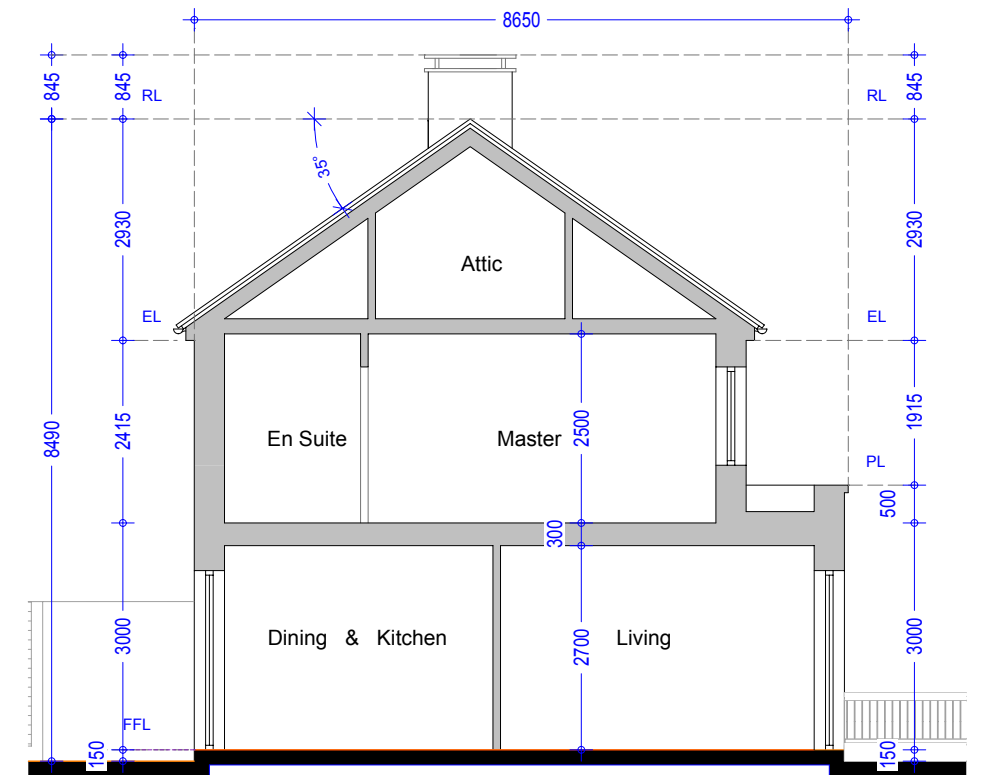 8650
845
845
RL
RL
845
35°
2930
2930
Attic
EL
EL
8490
2415
En Suite
Master
2500
1915
PL
500
300
3000
Dining & Kitchen
2700
Living
3000
FFL
150
150